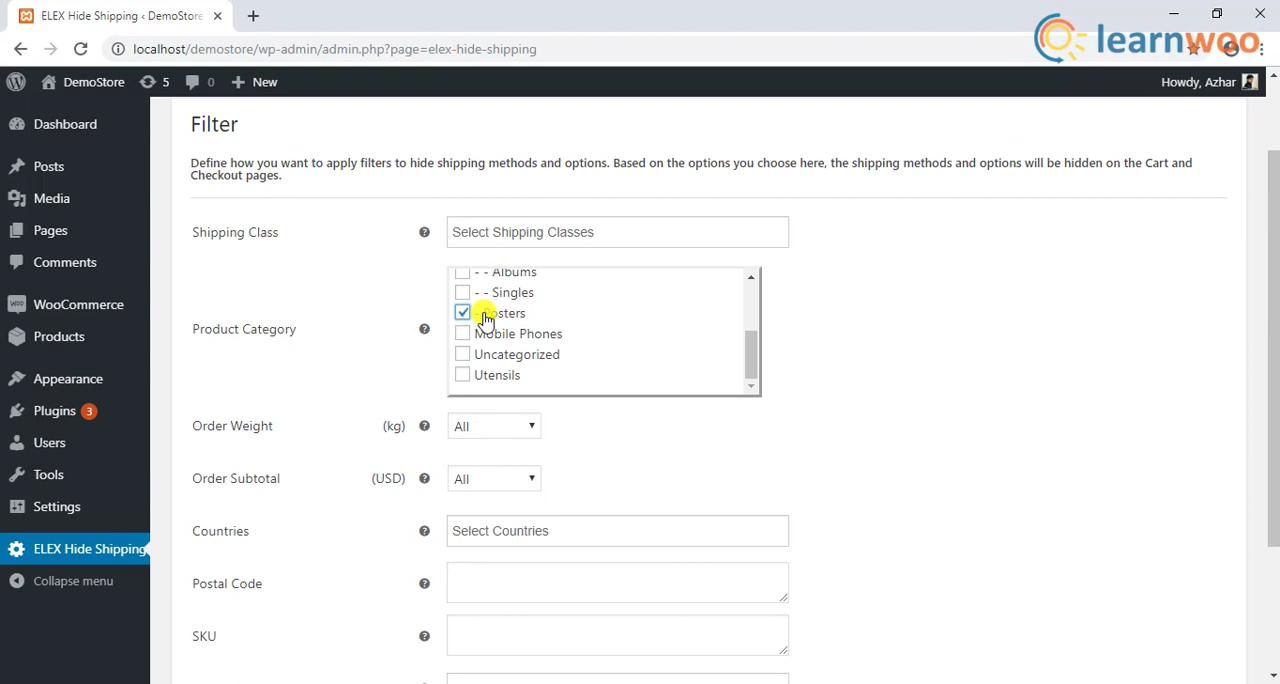 ELEX Hide Shipping ‹ DemoStore
localhost/demostore/wp-admin/admin.php?page=elex-hide-shipping
learnwoo
DemoStore 5 0 + New
Howdy, Azhar
Dashboard
Posts
Media
Pages
Comments
WooCommerce
Products
Appearance
Plugins 3
Users
Tools
Settings
ELEX Hide Shipping
Collapse menu
Filter
Define how you want to apply filters to hide shipping methods and options. Based on the options you choose here, the shipping methods and options will be hidden on the Cart and
Checkout pages.
Shipping Class
Select Shipping Classes
Product Category
- - Albums
- - Singles
- Posters
Mobile Phones
Uncategorized
Utensils
Order Weight (kg) All
Order Subtotal (USD) All
Countries
Select Countries
Postal Code
SKU